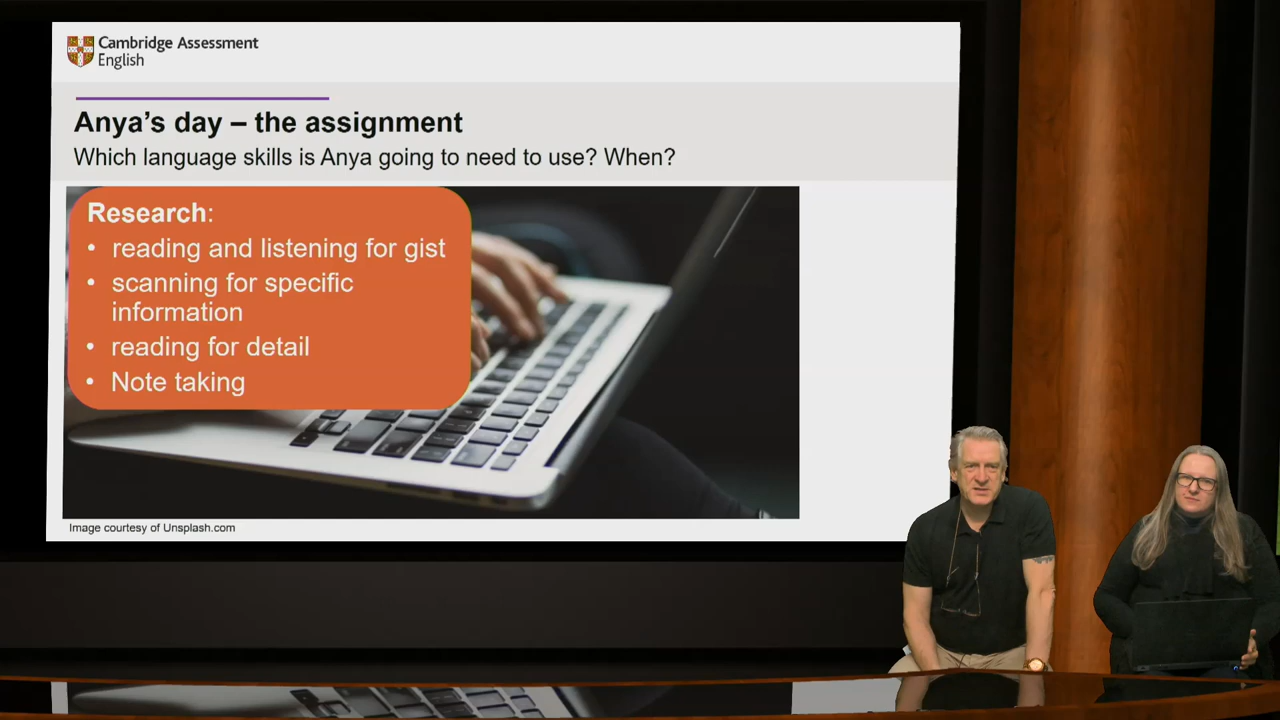 Cambridge Assessment
English
Anya's day – the assignment
Which language skills is Anya going to need to use? When?
Research:
• reading and listening for gist
• scanning for specific
information
• reading for detail
• Note taking
Image courtesy of Unsplash.com